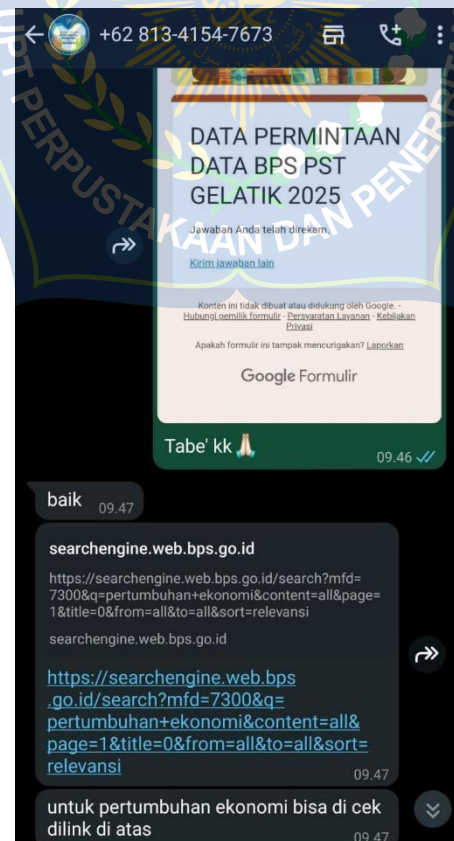 +62 813-4154-7673
DATA PERMINTAAN
DATA BPS PST
GELATIK 2025
Jawaban Anda telah direkam.
Kirim jawaban lain
Konten ini tidak dibuat atau didukung oleh Google. -
Hubungi pemilik formulir - Persyaratan Layanan - Kebijakan
Privasi
Apakah formulir ini tampak mencurigakan? Laporkan
Google Formulir
Tabe' kk🙏🏻
09.46
baik
09.47
searchengine.web.bps.go.id
https://searchengine.web.bps.go.id/search?mfd=
7300&q=pertumbuhan+ekonomi&content=all&page=
1&title=0&from=all&to=all&sort=relevansi
searchengine.web.bps.go.id
https://searchengine.web.bps
.go.id/search?mfd=7300&q=
pertumbuhan+ekonomi&content=all&
page=1&title=0&from=all&to=all&sort=
relevansi
09.47
untuk pertumbuhan ekonomi bisa di cek
dilink di atas
09.47
UPT PERPUSTAKAAN DAN PENERB